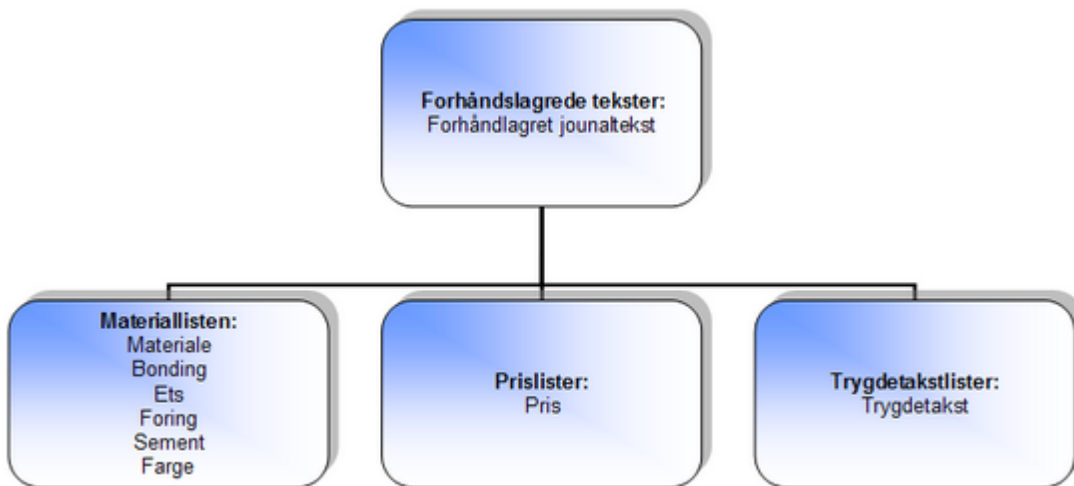 Forhåndslagrede tekster:
Forhåndlagret jounaltekst
Materiallisten:
Materiale
Bonding
Ets
Foring
Sement
Farge
Prislister:
Pris
Trygdetakstlister:
Trygdetakst